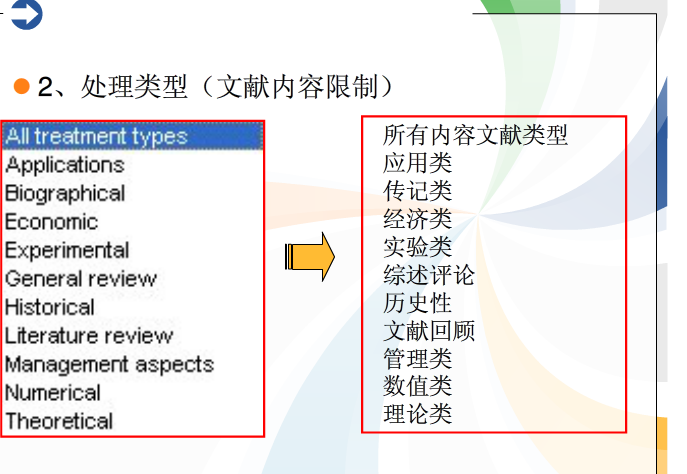 ● 2、处理类型（文献内容限制）
All treatment types
Applications
Biographical
Economic
Experimental
General review
Historical
Literature review
Management aspects
Numerical
Theoretical
所有内容文献类型
应用类
传记类
经济类
实验类
综述评论
历史性
文献回顾
管理类
数值类
理论类